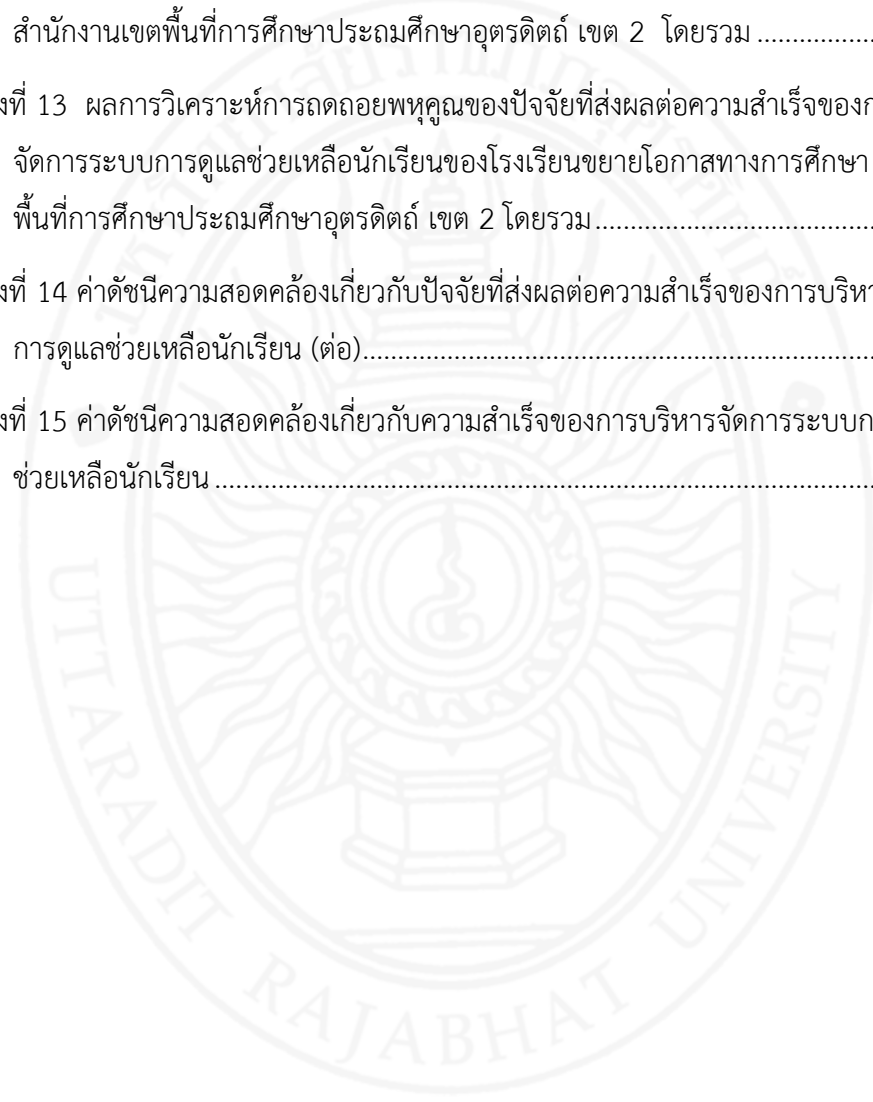 สำนักงานเขตพื้นที่การศึกษาประถมศึกษาอุตรดิตถ์ เขต 2 โดยรวม ..................
งที่ 13 ผลการวิเคราะห์การถดถอยพหุคูณของปัจจัยที่ส่งผลต่อความสำเร็จของก
จัดการระบบการดูแลช่วยเหลือนักเรียนของโรงเรียนขยายโอกาสทางการศึกษา
พื้นที่การศึกษาประถมศึกษาอุตรดิตถ์ เขต 2 โดยรวม ..........................................
งที่ 14 ค่าดัชนีความสอดคล้องเกี่ยวกับปัจจัยที่ส่งผลต่อความสำเร็จของการบริหา
การดูแลช่วยเหลือนักเรียน (ต่อ)..............................................................................
งที่ 15 ค่าดัชนีความสอดคล้องเกี่ยวกับความสำเร็จของการบริหารจัดการระบบก
ช่วยเหลือนักเรียน ....................................................................................................
UTTARADIT RAJABHAT UNIVERSITY